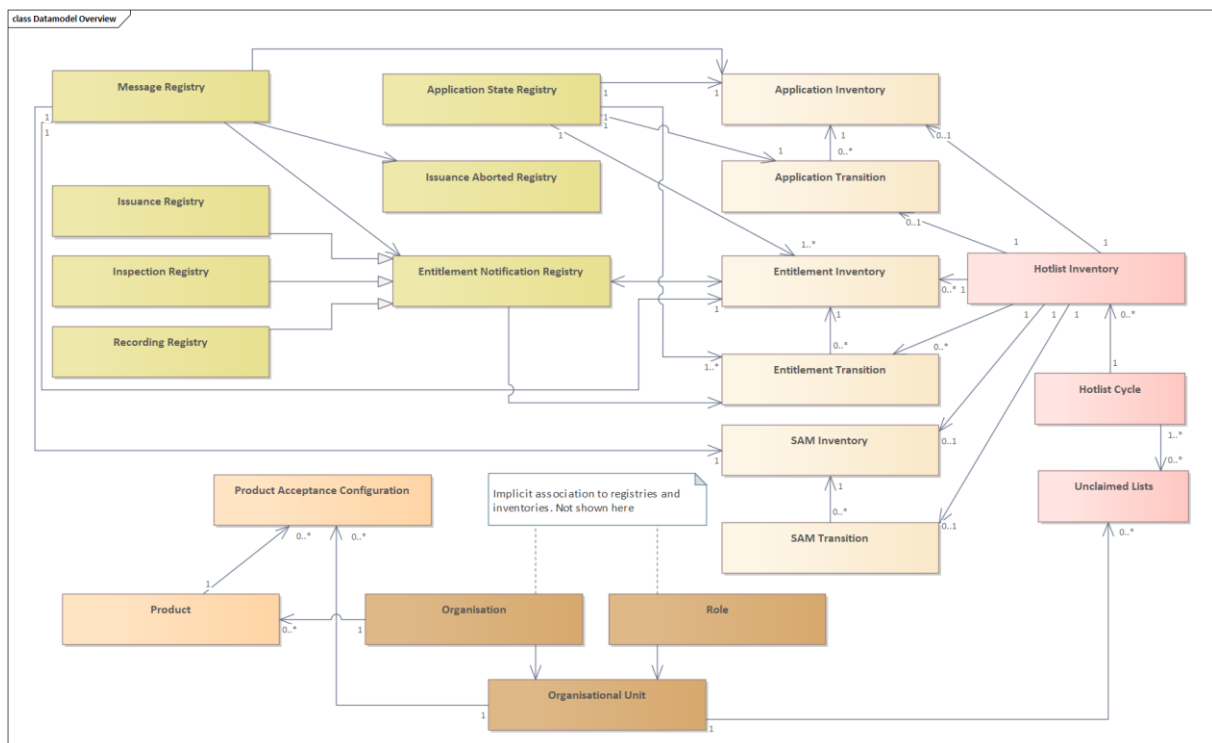 class Datamodel Overview
Message Registry
Application State Registry
Application Inventory
1
1
1
1
1
1
1
1
0..1
1
0..*
1
Issuance Aborted Registry
Application Transition
Issuance Registry
0..1
1
1
1..*
Inspection Registry
Entitlement Notification Registry
Entitlement Inventory
Hotlist Inventory
0..*
1
1
1
1
1
1
0..*
Recording Registry
0..*
0..*
1..*
Entitlement Transition
1
Hotlist Cycle
SAM Inventory
1..*
0..1
1
0..*
Product Acceptance Configuration
Implicit association to registries and
inventories. Not shown here
1
Unclaimed Lists
0..*
0..*
0..*
0..1
0..*
SAM Transition
1
Product
Organisation
Role
0..*
1
Organisational Unit
1
1